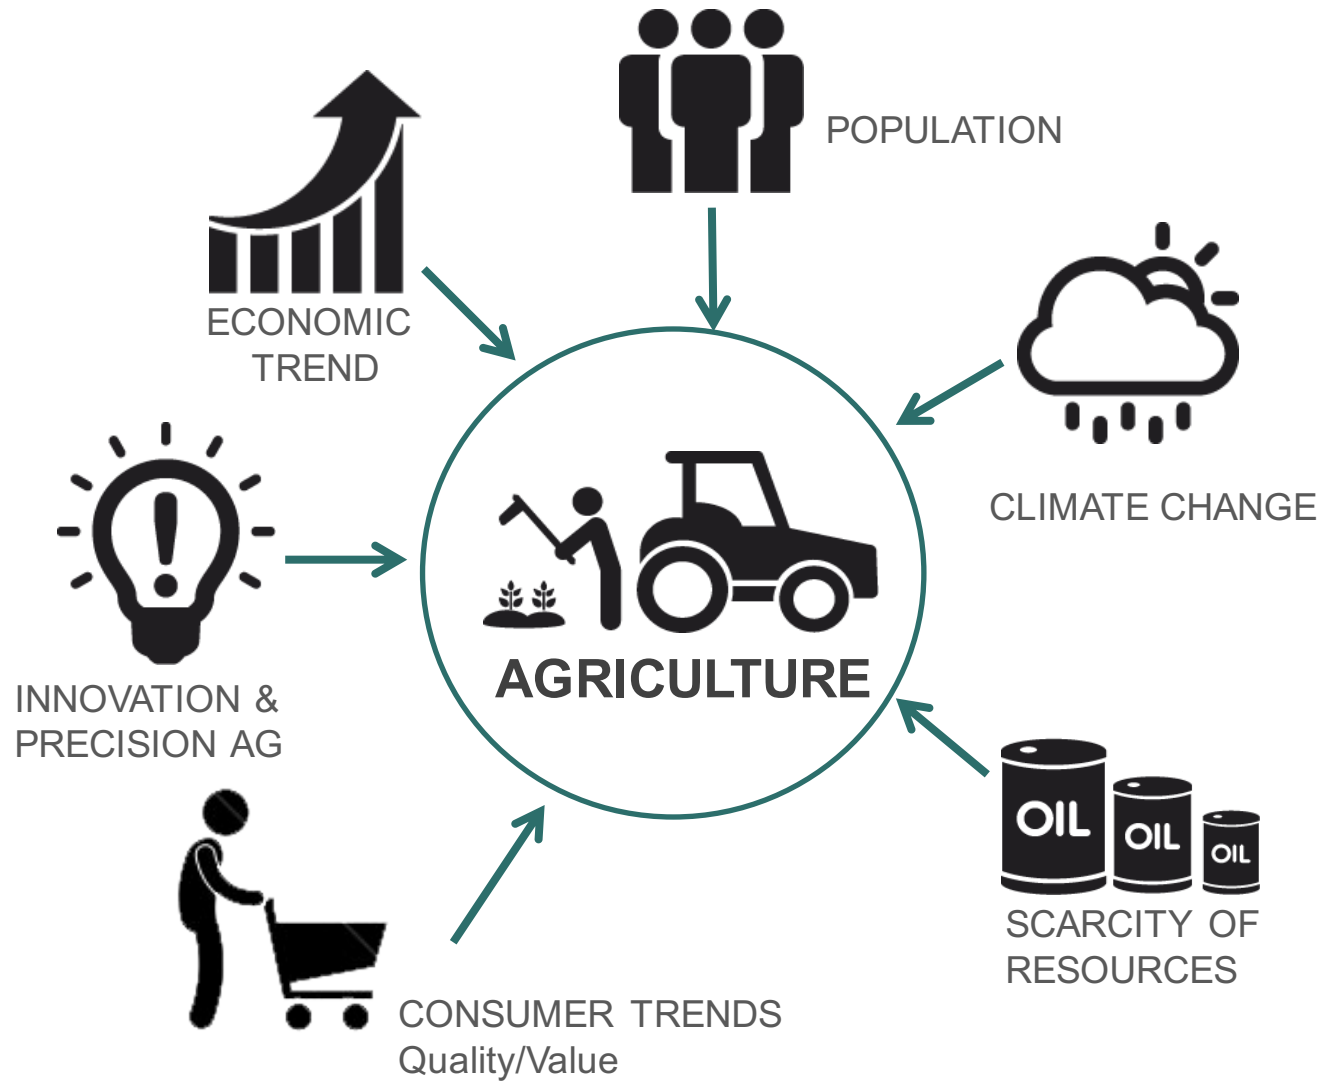 POPULATION
ECONOMIC
TREND
CLIMATE CHANGE
INNOVATION &
PRECISION AG
AGRICULTURE
OIL
OIL
OIL
SCARCITY OF
RESOURCES
CONSUMER TRENDS
Quality/Value